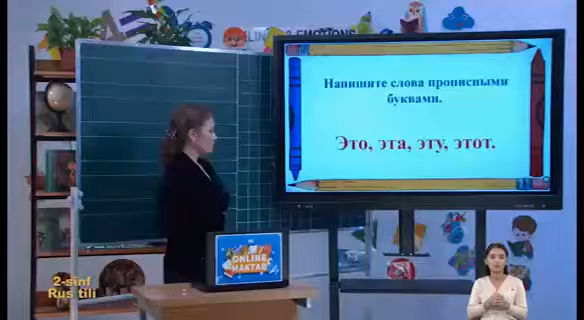 Напишите слова прописными
буквами.
Это, эта, эту, этот.
ONLINE
MAKTAB
2-sinf
Rus tili